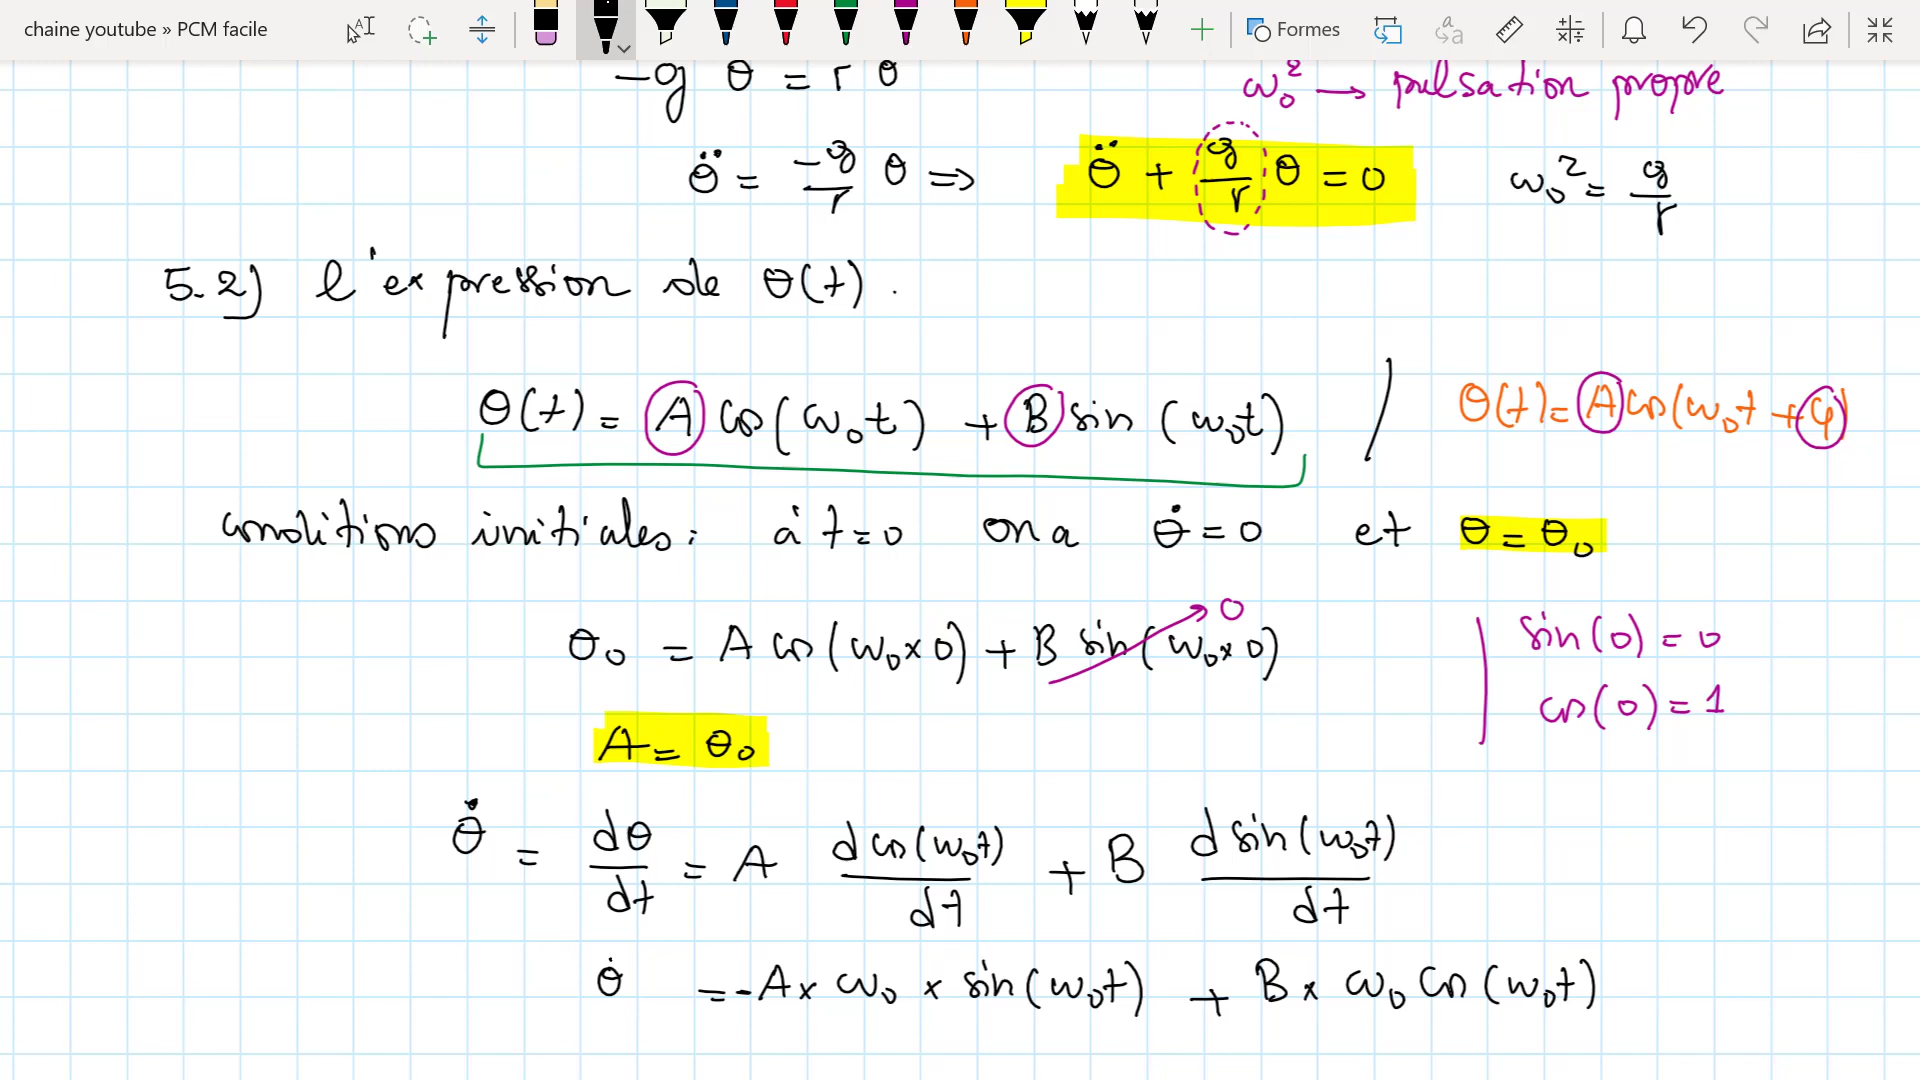 chaine youtube » PCM facile
Formes
-g θ = r θ
ω₀² → pulsation propre
θ̈ = -g/r θ ⇒ θ̈ + g/r θ = 0
ω₀² = g/r
5.2) l'expression de θ(t).
θ(t) = A cos(ω₀t) + B sin(ω₀t) / θ(t) = A cos(ω₀t + φ)
conditions initiales: à t=0 on a θ̇ = 0 et θ = θ₀
θ₀ = A cos(ω₀×0) + B sin(ω₀×0) → 0
sin(0) = 0
cos(0) = 1
A = θ₀
θ̇ = dθ/dt = A d cos(ω₀t)/dt + B d sin(ω₀t)/dt
θ̇ = -A× ω₀ × sin(ω₀t) + B× ω₀ cos(ω₀t)